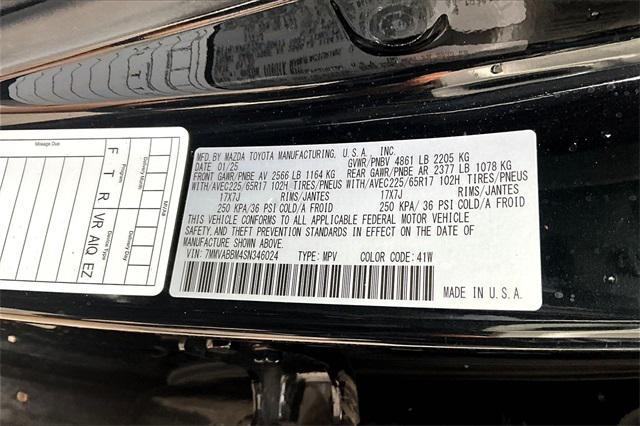 MFD. BY MAZDA TOYOTA MANUFACTURING, U.S.A., INC.
DATE 01/25 GVWR/PNBV 4861 LB 2205 KG
FRONT GAWR/PNBE AV 2566 LB 1164 KG REAR GAWR/PNBE AR 2377 LB 1078 KG
WITH/AVEC225/65R17 102H TIRES/PNEUS WITH/AVEC225/65R17 102H TIRES/PNEUS
17X7J RIMS/JANTES 17X7J RIMS/JANTES
250 KPA/36 PSI COLD/A FROID 250 KPA/36 PSI COLD/A FROID
THIS VEHICLE CONFORMS TO ALL APPLICABLE FEDERAL MOTOR VEHICLE
SAFETY, AND THEFT PREVENTION STANDARDS IN EFFECT ON THE DATE OF
MANUFACTURE SHOWN ABOVE.
VIN: 7MMVABBW4SN346024 TYPE: MPV COLOR CODE: 41W
MADE IN U.S.A.
Mileage Due
F T R VR A/Q EZ